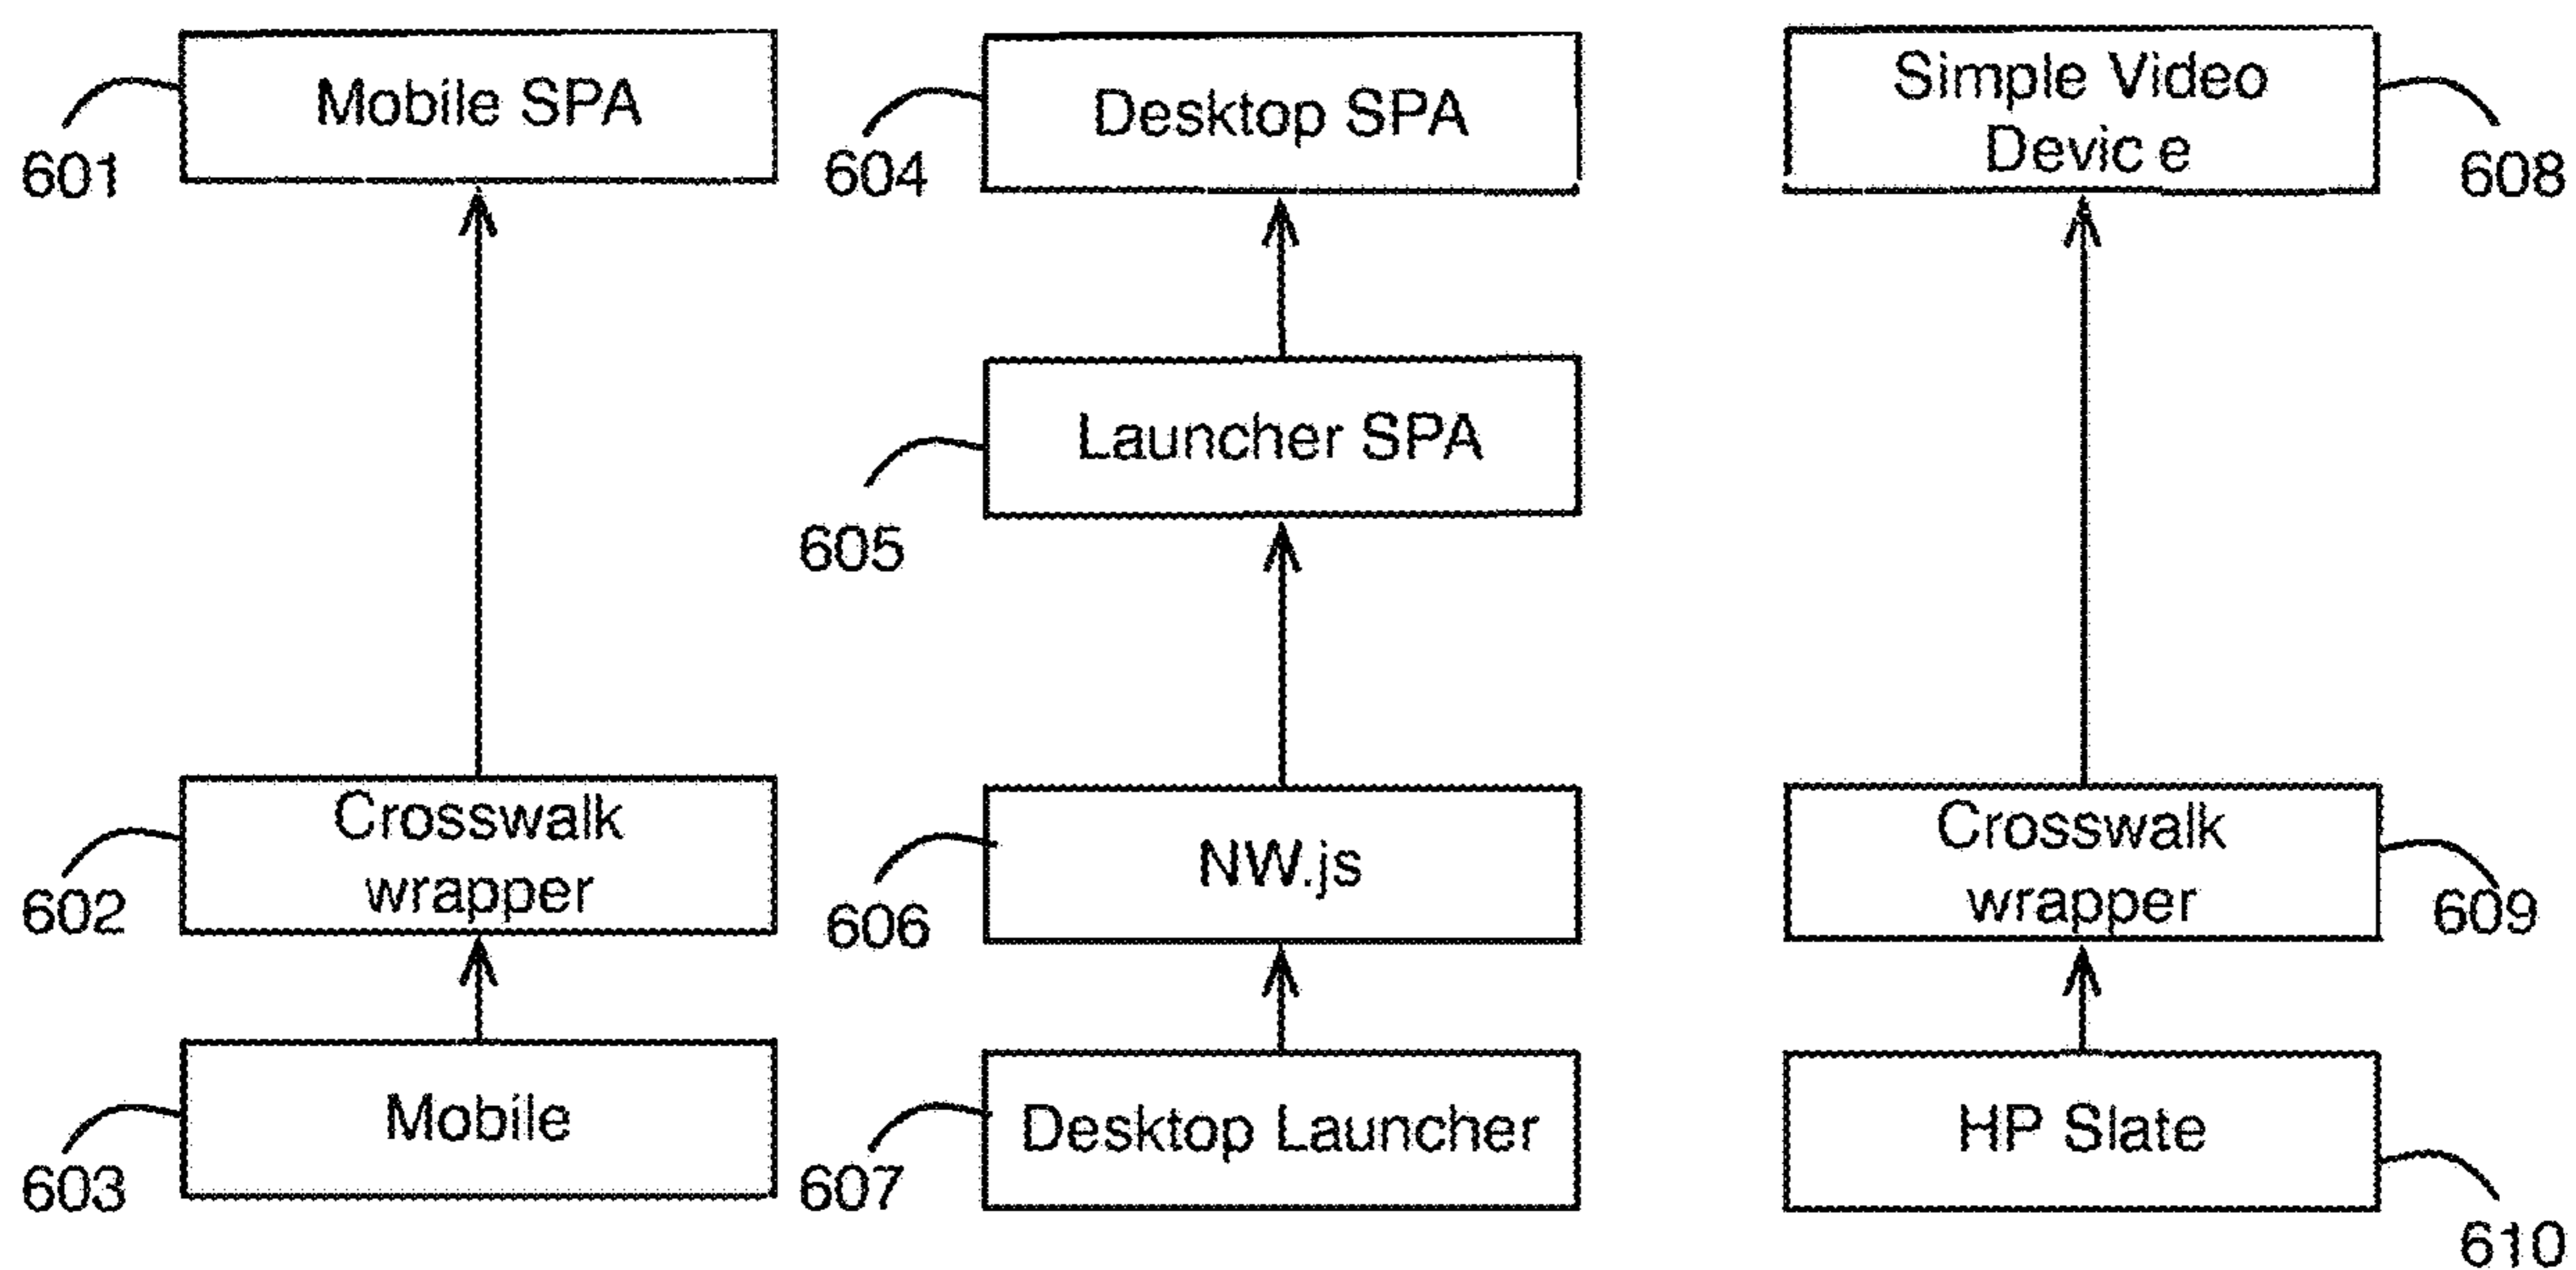 Mobile SPA
601
Crosswalk
wrapper
602
Mobile
603
Desktop SPA
604
Launcher SPA
605
NW.js
606
Desktop Launcher
607
Simple Video
Device
608
Crosswalk
wrapper
609
HP Slate
610